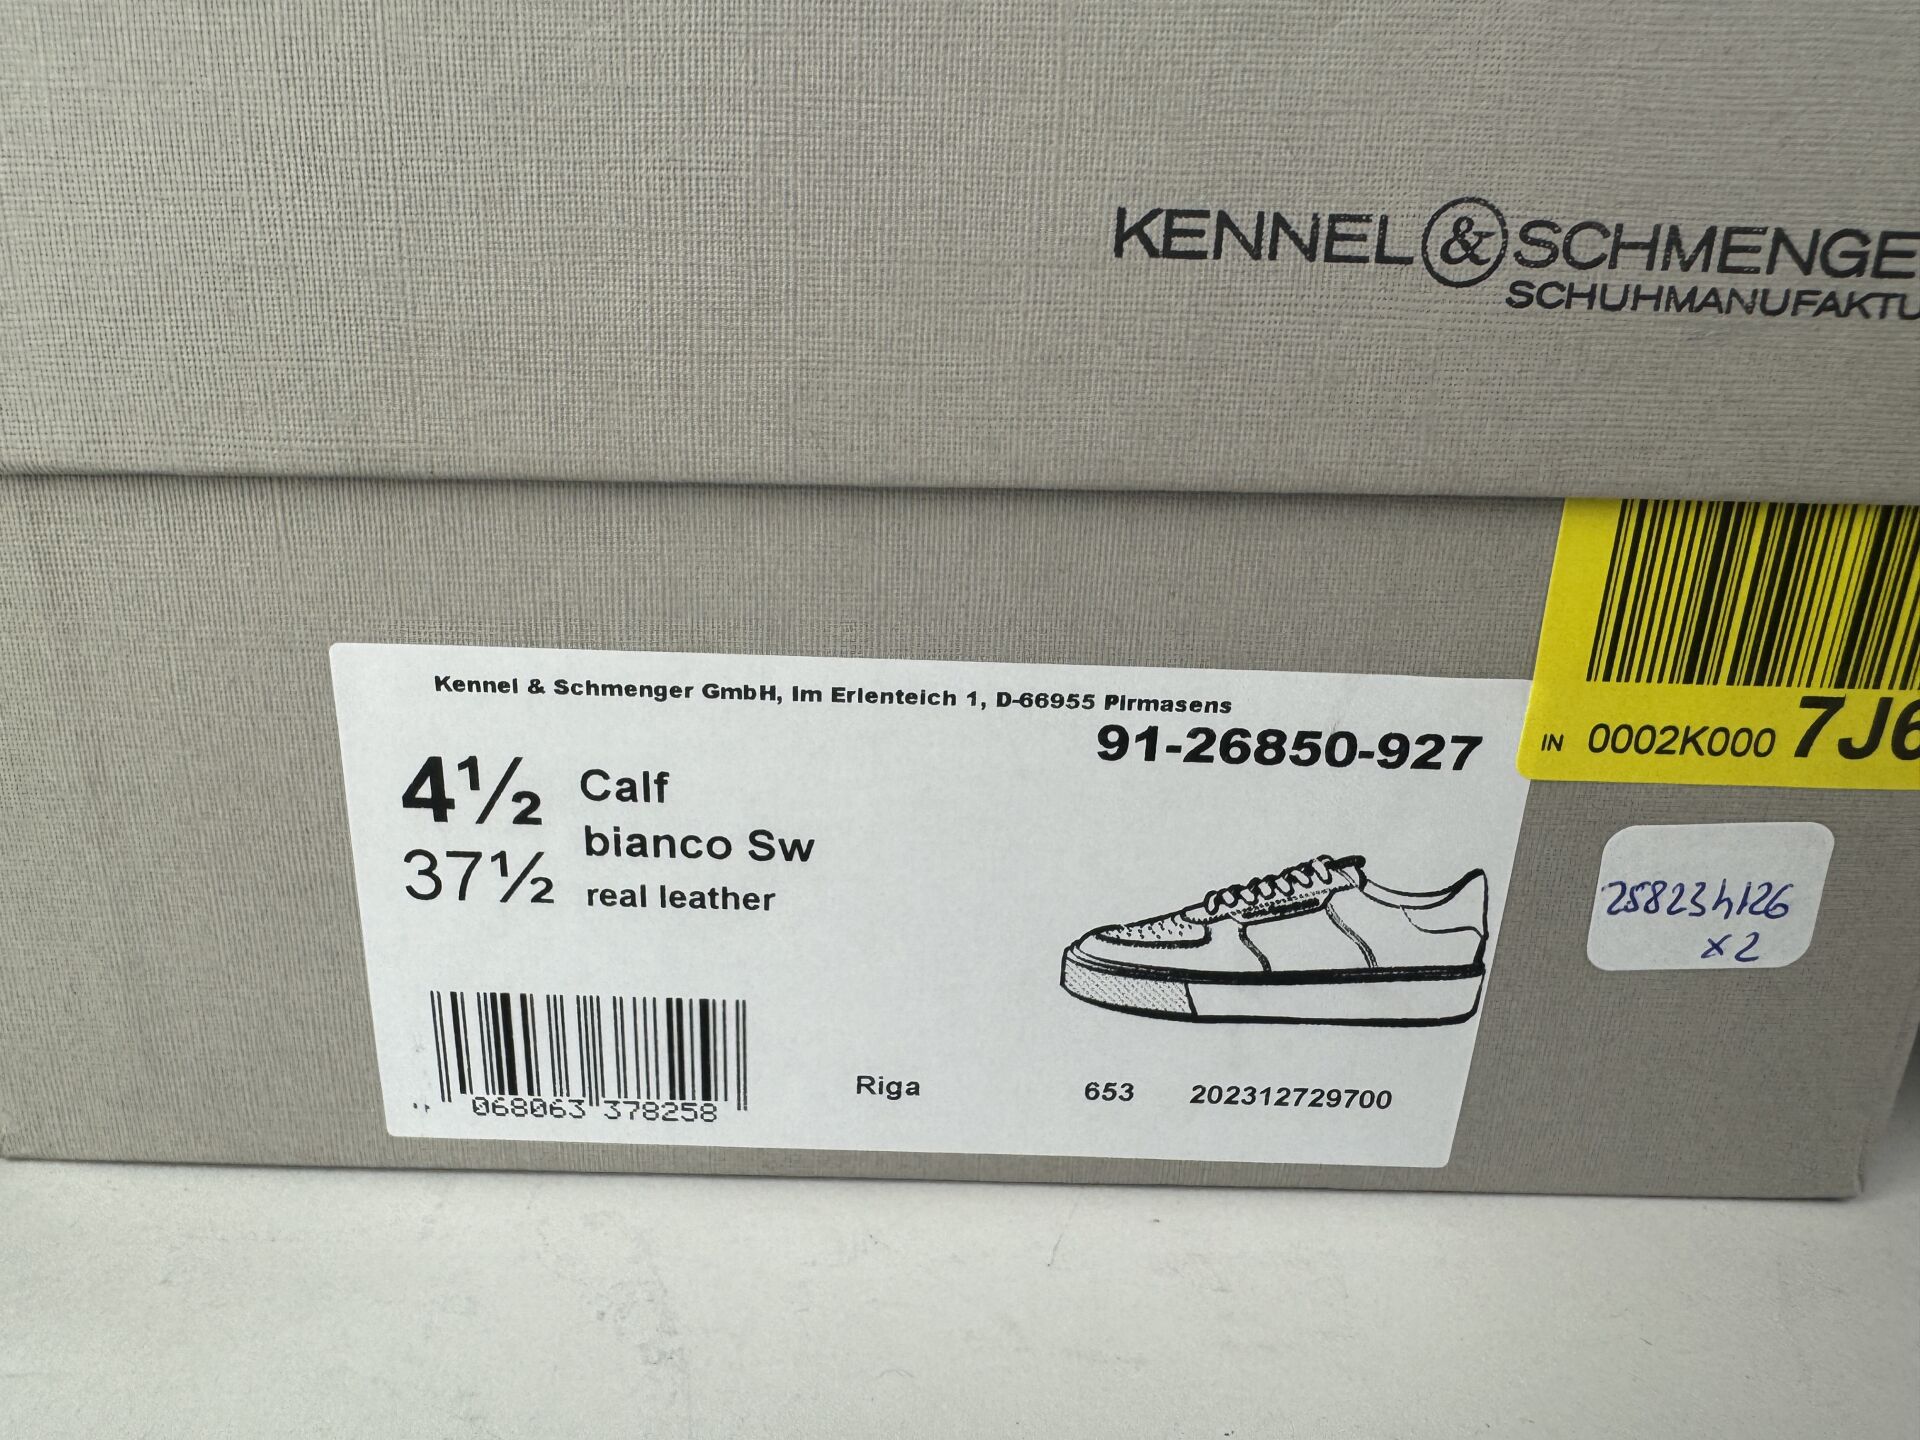 KENNEL & SCHMENGE
SCHUHMANUFAKTU
IN 0002K000 7J6
Kennel & Schmenger GmbH, Im Erlenteich 1, D-66955 Pirmasens
91-26850-927
4½ Calf
37½ bianco Sw
real leather
258234126
x2
068063 378258
Riga 653 202312729700